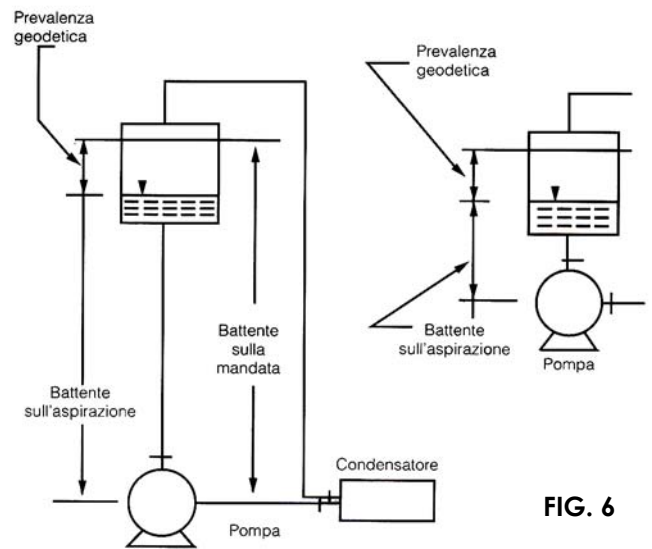 Prevalenza
geodetica
Battente
sull'aspirazione
Battente
sulla
mandata
Pompa
Condensatore
Prevalenza
geodetica
Battente
sull'aspirazione
Pompa
FIG. 6